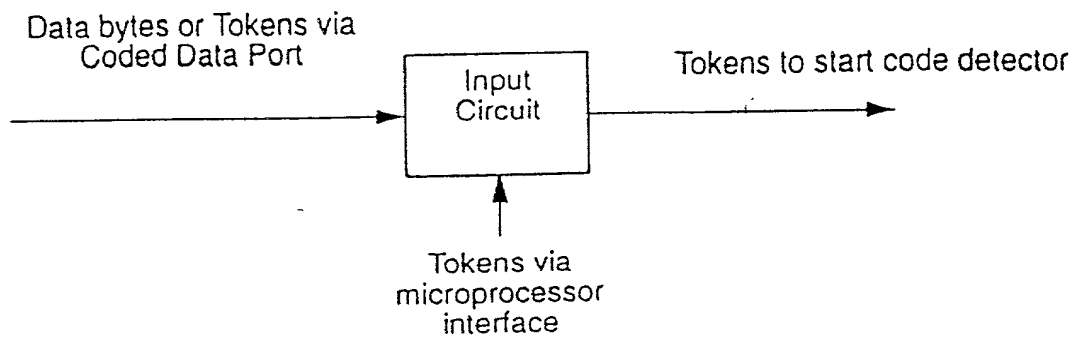 Data bytes or Tokens via
Coded Data Port
Input
Circuit
Tokens to start code detector
Tokens via
microprocessor
interface